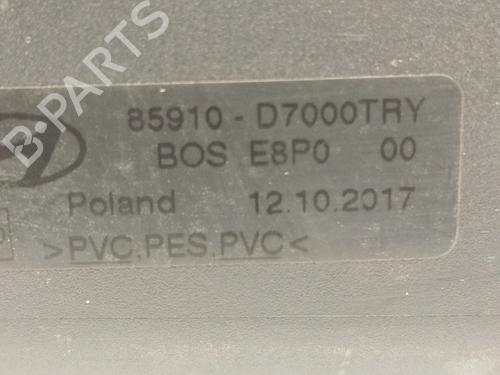 85910 - D7000TRY
BOS E8P0 00
Poland 12.10.2017
>PVC,PES,PVC<
B-PARTS